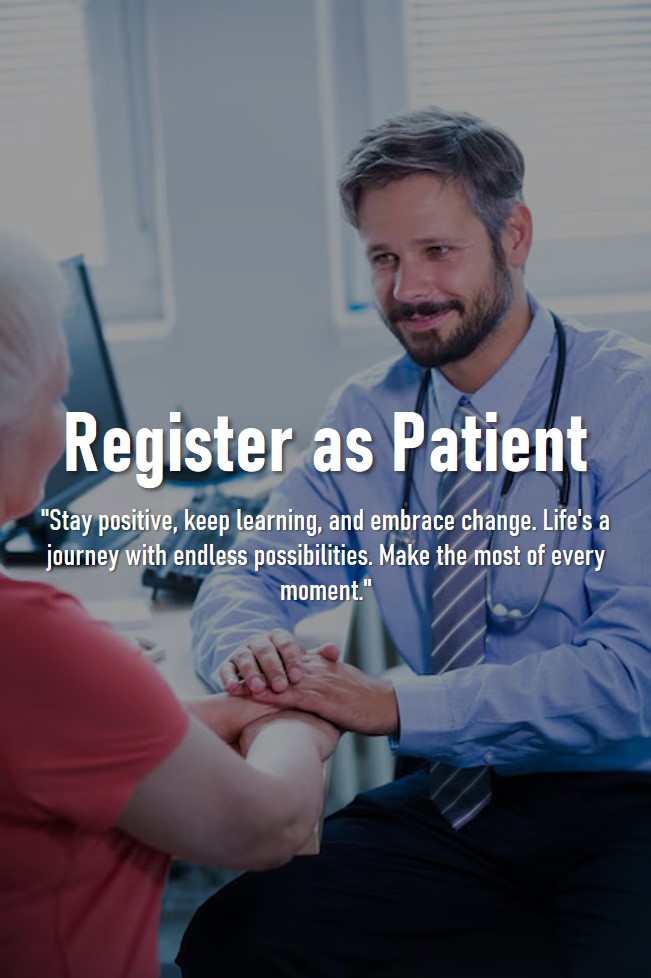 Register as Patient
"Stay positive, keep learning, and embrace change. Life's a
journey with endless possibilities. Make the most of every
moment."